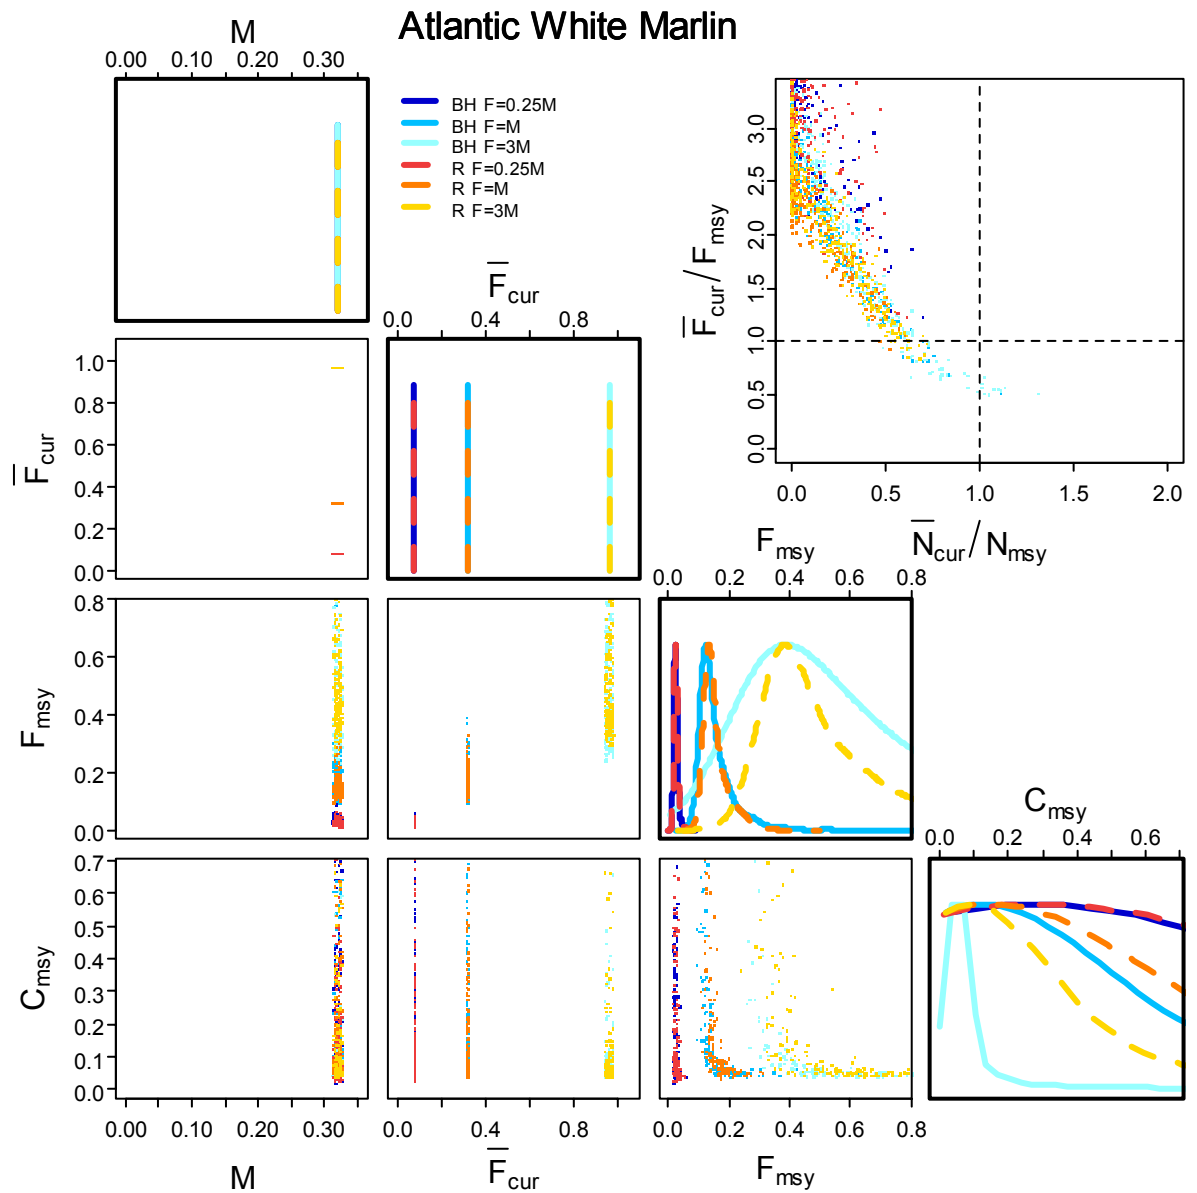 Atlantic White Marlin
M
0.00 0.10 0.20 0.30
BH F=0.25M
BH F=M
BH F=3M
R F=0.25M
R F=M
R F=3M
F̅cur/Fmsy
0.0 0.5 1.0 1.5 2.0 2.5 3.0
0.0 0.5 1.0 1.5 2.0
N̅cur/Nmsy
F̅cur
0.0 0.4 0.8
F̅cur
1.0
0.8
0.6
0.4
0.2
0.0
Fmsy
0.0 0.2 0.4 0.6 0.8
Fmsy
0.8
0.6
0.4
0.2
0.0
Cmsy
0.0 0.2 0.4 0.6
Cmsy
0.7
0.5
0.4
0.3
0.2
0.1
0.0
0.00 0.10 0.20 0.30
M
0.0 0.4 0.8
F̅cur
0.0 0.2 0.4 0.6 0.8
Fmsy